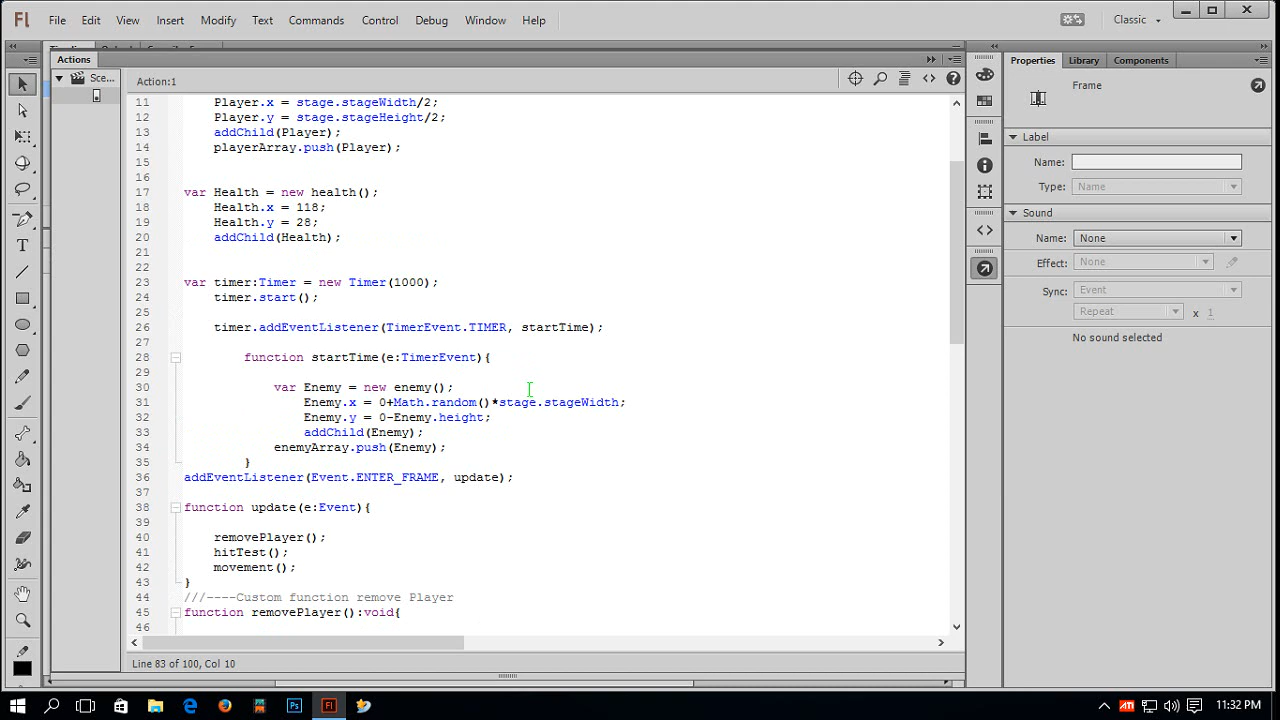 Fl File Edit View Insert Modify Text Commands Control Debug Window Help Classic
Actions
Sce...
Action:1
11 Player.x = stage.stageWidth/2;
12 Player.y = stage.stageHeight/2;
13 addChild(Player);
14 playerArray.push(Player);
15
16
17 var Health = new health();
18 Health.x = 118;
19 Health.y = 28;
20 addChild(Health);
21
22
23 var timer:Timer = new Timer(1000);
24 timer.start();
25
26 timer.addEventListener(TimerEvent.TIMER, startTime);
27
28 function startTime(e:TimerEvent){
29
30 var Enemy = new enemy();
31 Enemy.x = 0+Math.random()*stage.stageWidth;
32 Enemy.y = 0-Enemy.height;
33 addChild(Enemy);
34 enemyArray.push(Enemy);
35 }
36 addEventListener(Event.ENTER_FRAME, update);
37
38 function update(e:Event){
39
40 removePlayer();
41 hitTest();
42 movement();
43 }
44 ///----Custom function remove Player
45 function removePlayer():void{
46
Line 83 of 100, Col 10
Properties Library Components
Frame
Label
Name:
Type: Name
Sound
Name: None
Effect: None
Sync: Event
Repeat x 1
No sound selected
Ps Fl ATI 11:32 PM